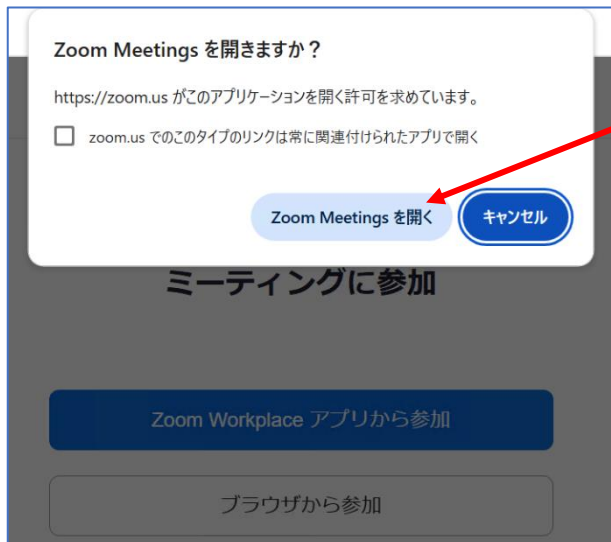 Zoom Meetings を開きますか？
https://zoom.us がこのアプリケーションを開く許可を求めています。
zoom.us でのこのタイプのリンクは常に関連付けられたアプリで開く
Zoom Meetings を開く
キャンセル
ミーティングに参加
Zoom Workplace アプリから参加
ブラウザから参加